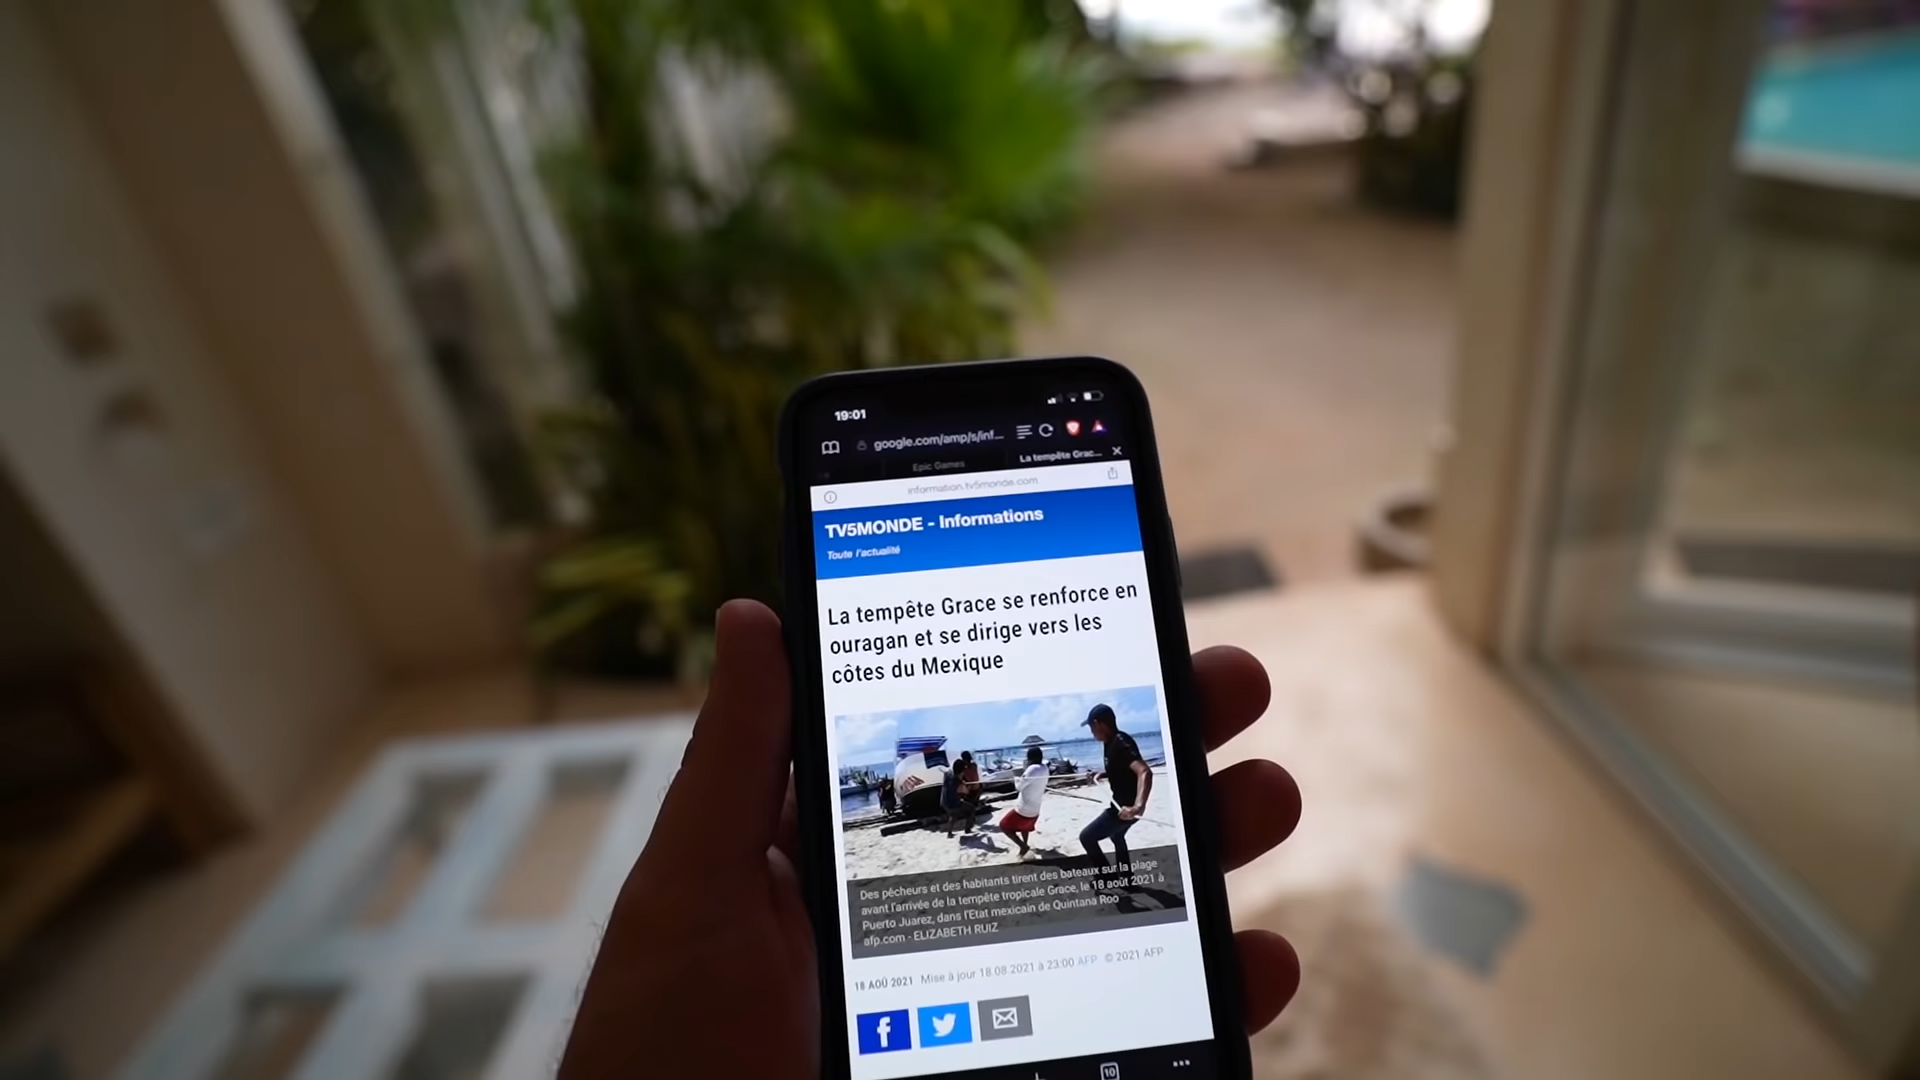 19:01
google.com/amp/s/inf...
Epic Games
La tempête Grac...
information.tv5monde.com
TV5MONDE - Informations
Toute l'actualité
La tempête Grace se renforce en
ouragan et se dirige vers les
côtes du Mexique
Des pêcheurs et des habitants tirent des bateaux sur la plage
avant l'arrivée de la tempête tropicale Grace, le 18 août 2021 à
Puerto Juarez, dans l'Etat mexicain de Quintana Roo
afp.com - ELIZABETH RUIZ
18 AOÛ 2021 Mise à jour 18.08.2021 à 23:00 AFP © 2021 AFP
10